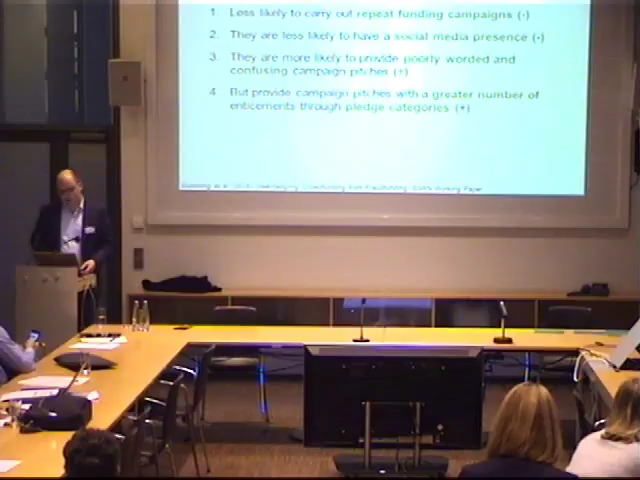 1. Less likely to carry out repeat funding campaigns (-)
2. They are less likely to have a social media presence (-)
3. They are more likely to provide poorly worded and
confusing campaign pitches (+)
4 But provide campaign pitches with a greater number of
enticements through pledge categories (+)
Working Paper